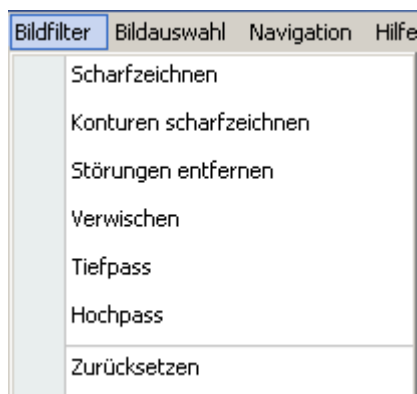 Bildfilter Bildauswahl Navigation Hilfe
Scharfzeichnen
Konturen scharfzeichnen
Störungen entfernen
Verwischen
Tiefpass
Hochpass
Zurücksetzen